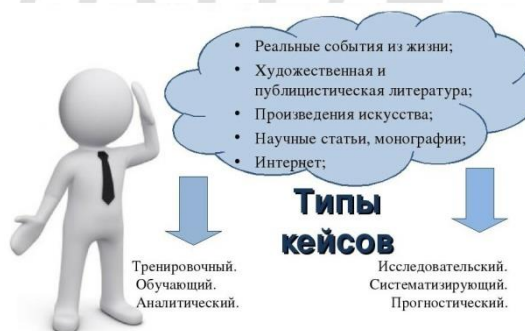 • Реальные события из жизни;
• Художественная и
публицистическая литература;
• Произведения искусства;
• Научные статьи, монографии;
• Интернет;
Типы
кейсов
Тренировочный.
Обучающий.
Аналитический.
Исследовательский.
Систематизирующий.
Прогностический.